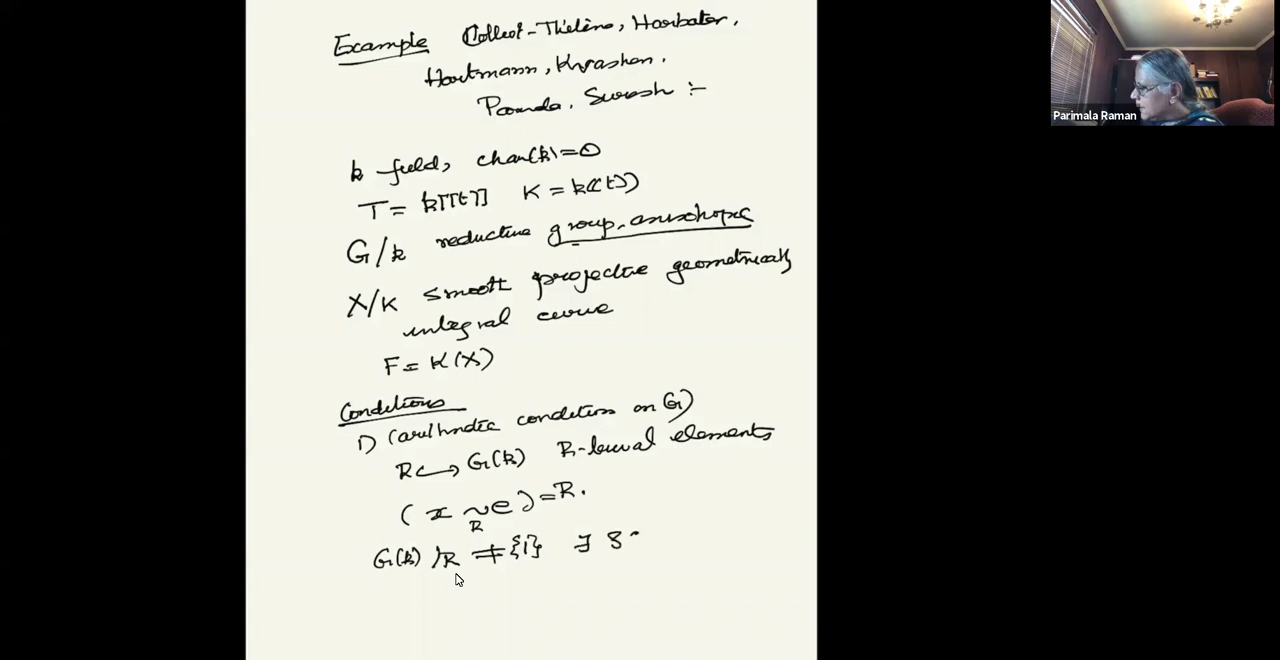 Example Colliot-Thélène, Harbater,
Hartmann, Krashen,
Parimala, Suresh :-
k field, char(k)=0
T = k[[t]] K = k((t))
G/k reductive group, anisotropic
X/K smooth projective geometrically
integral curve
F = K(X)
Conditions
1) (arithmetic condition on G)
R ↪ G(k) R-trivial elements
( x ~_R e ) = R.
G(k)/R ≠ {1} ∃ g
Parimala Raman